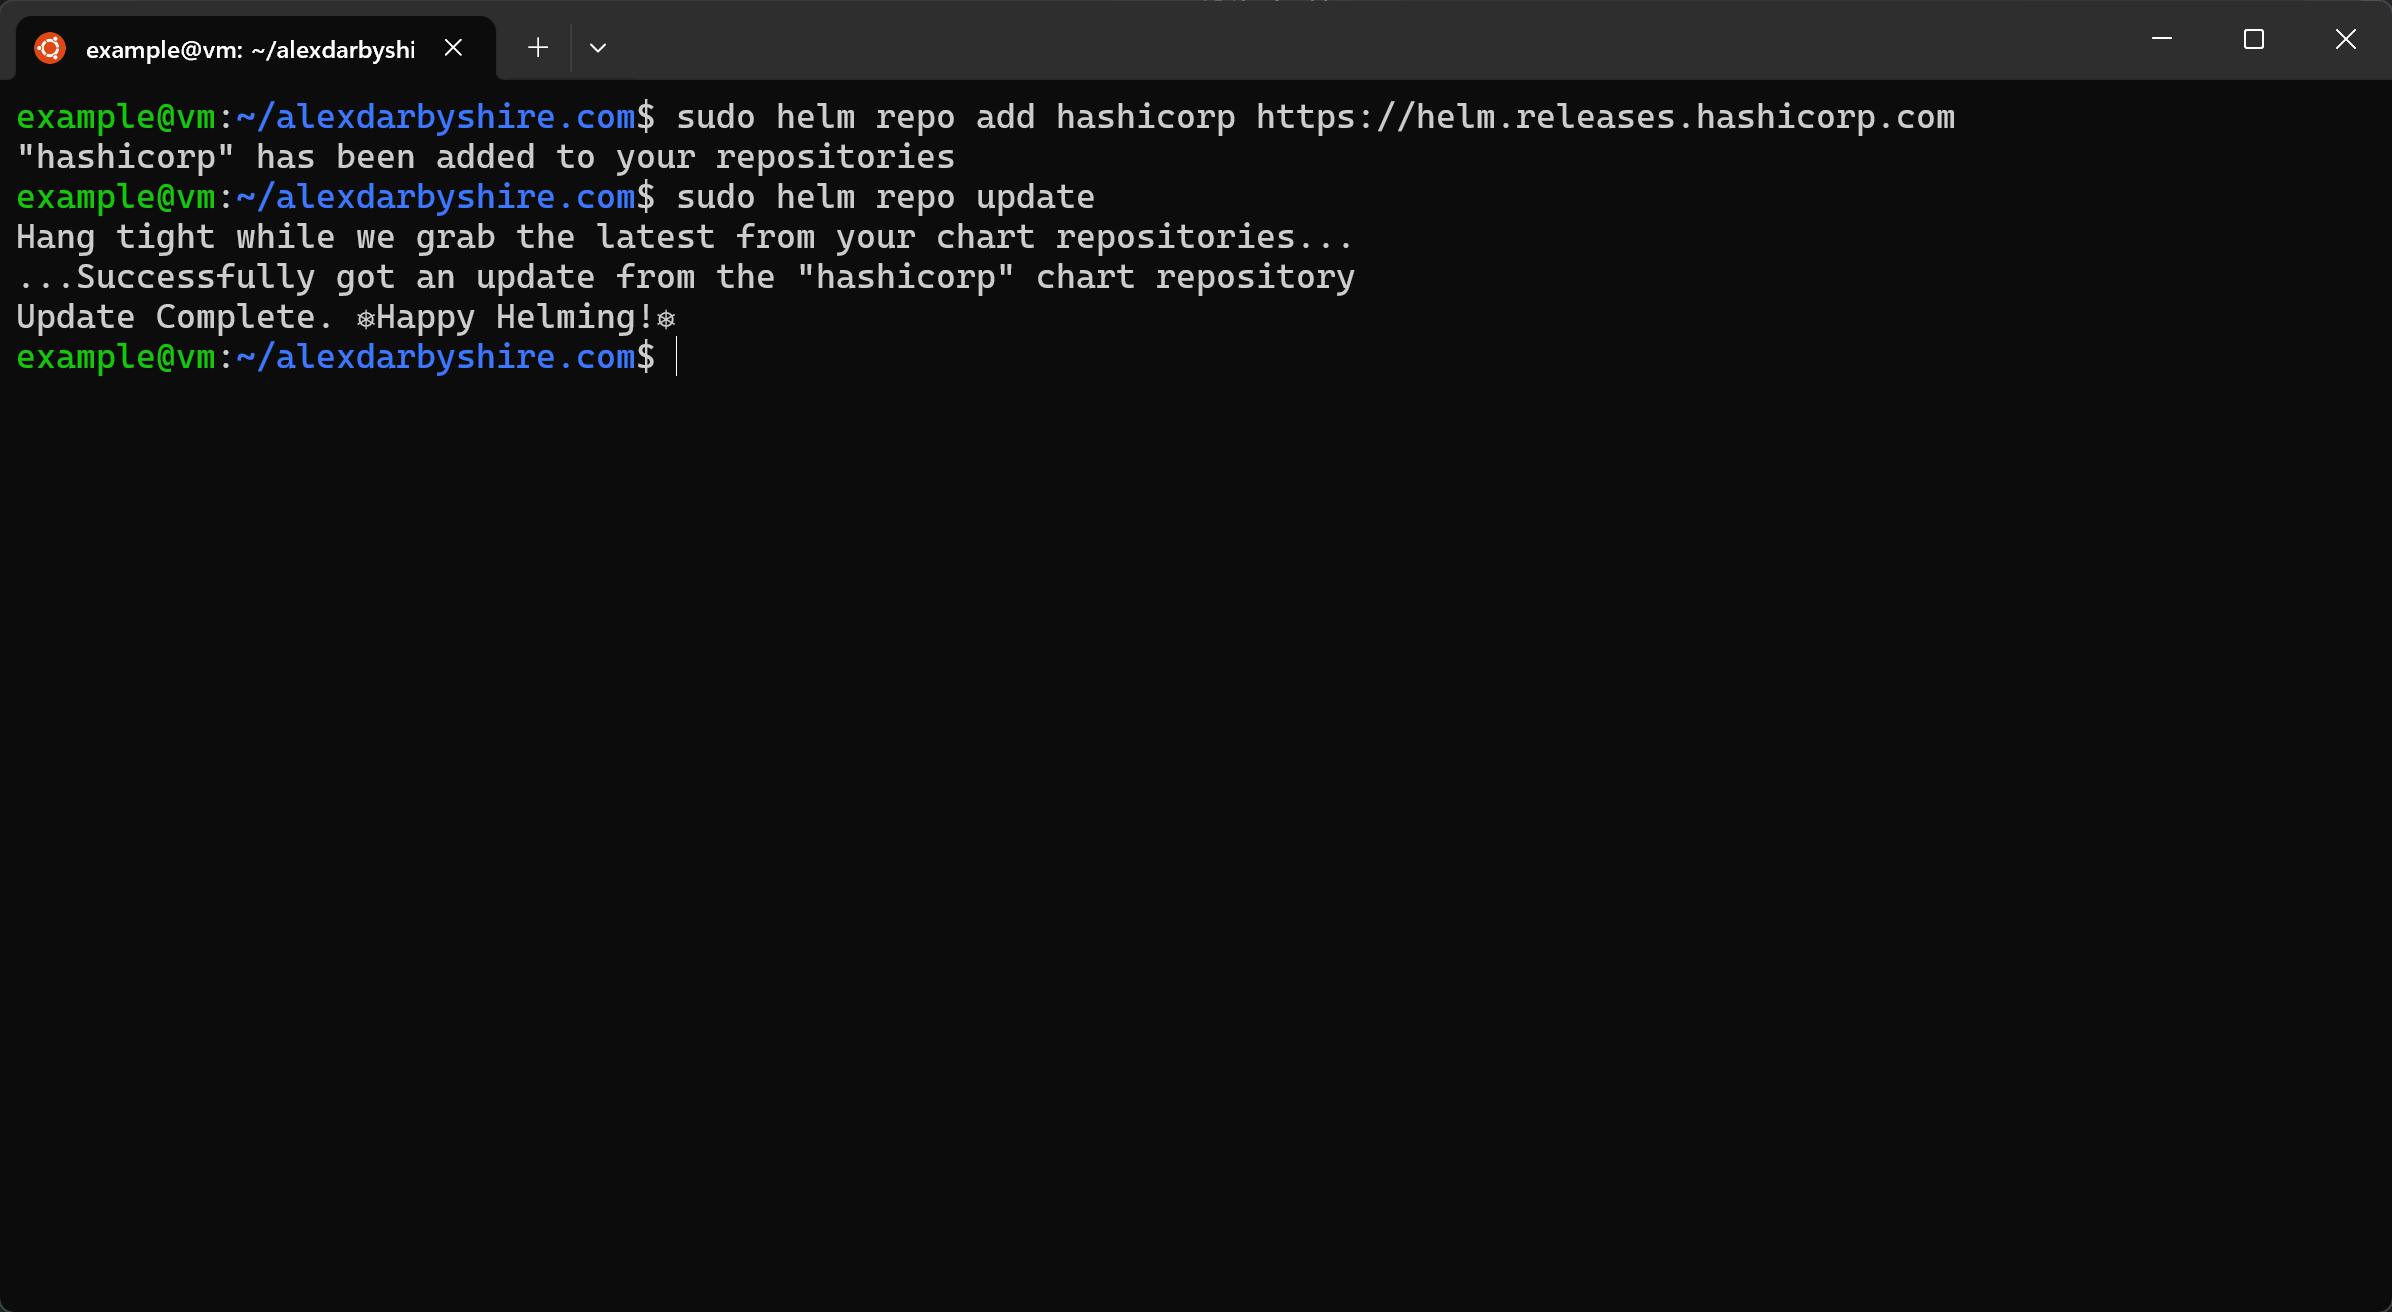 example@vm: ~/alexdarbyshi
example@vm:~/alexdarbyshire.com$ sudo helm repo add hashicorp https://helm.releases.hashicorp.com
"hashicorp" has been added to your repositories
example@vm:~/alexdarbyshire.com$ sudo helm repo update
Hang tight while we grab the latest from your chart repositories...
...Successfully got an update from the "hashicorp" chart repository
Update Complete. ⎈Happy Helming!⎈
example@vm:~/alexdarbyshire.com$